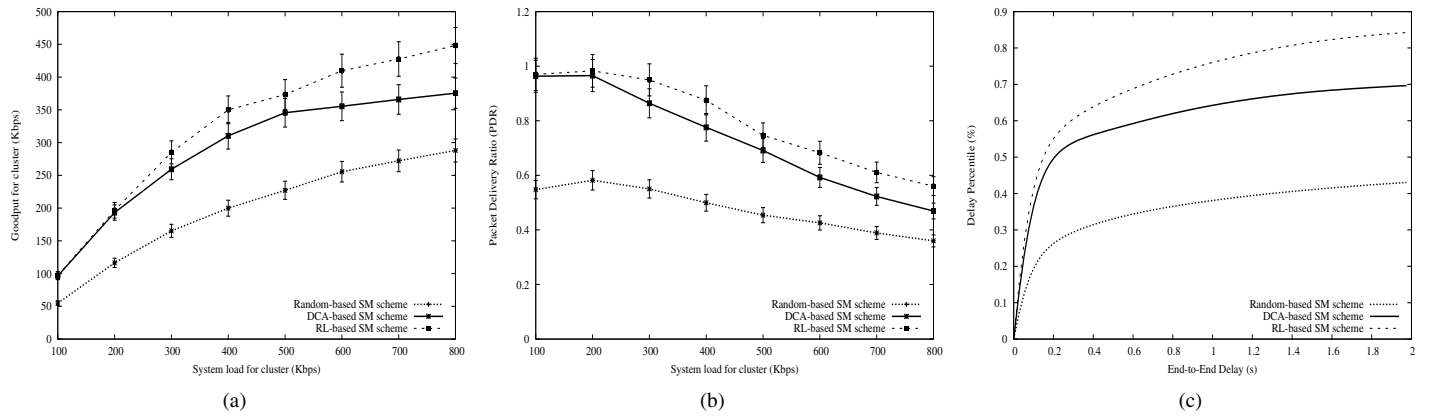 500
450
400
350
300
250
200
150
100
50
0
Goodput for cluster (Kbps)
Random-based SM scheme
DCA-based SM scheme
RL-based SM scheme
100 200 300 400 500 600 700 800
System load for cluster (Kbps)
(a)
1.2
1
0.8
0.6
0.4
0.2
0
Packet Delivery Ratio (PDR)
Random-based SM scheme
DCA-based SM scheme
RL-based SM scheme
100 200 300 400 500 600 700 800
System load for cluster (Kbps)
(b)
0.9
0.8
0.7
0.6
0.5
0.4
0.3
0.2
0.1
0
Delay Percentile (%)
Random-based SM scheme
DCA-based SM scheme
RL-based SM scheme
0 0.2 0.4 0.6 0.8 1 1.2 1.4 1.6 1.8 2
End-to-End Delay (s)
(c)